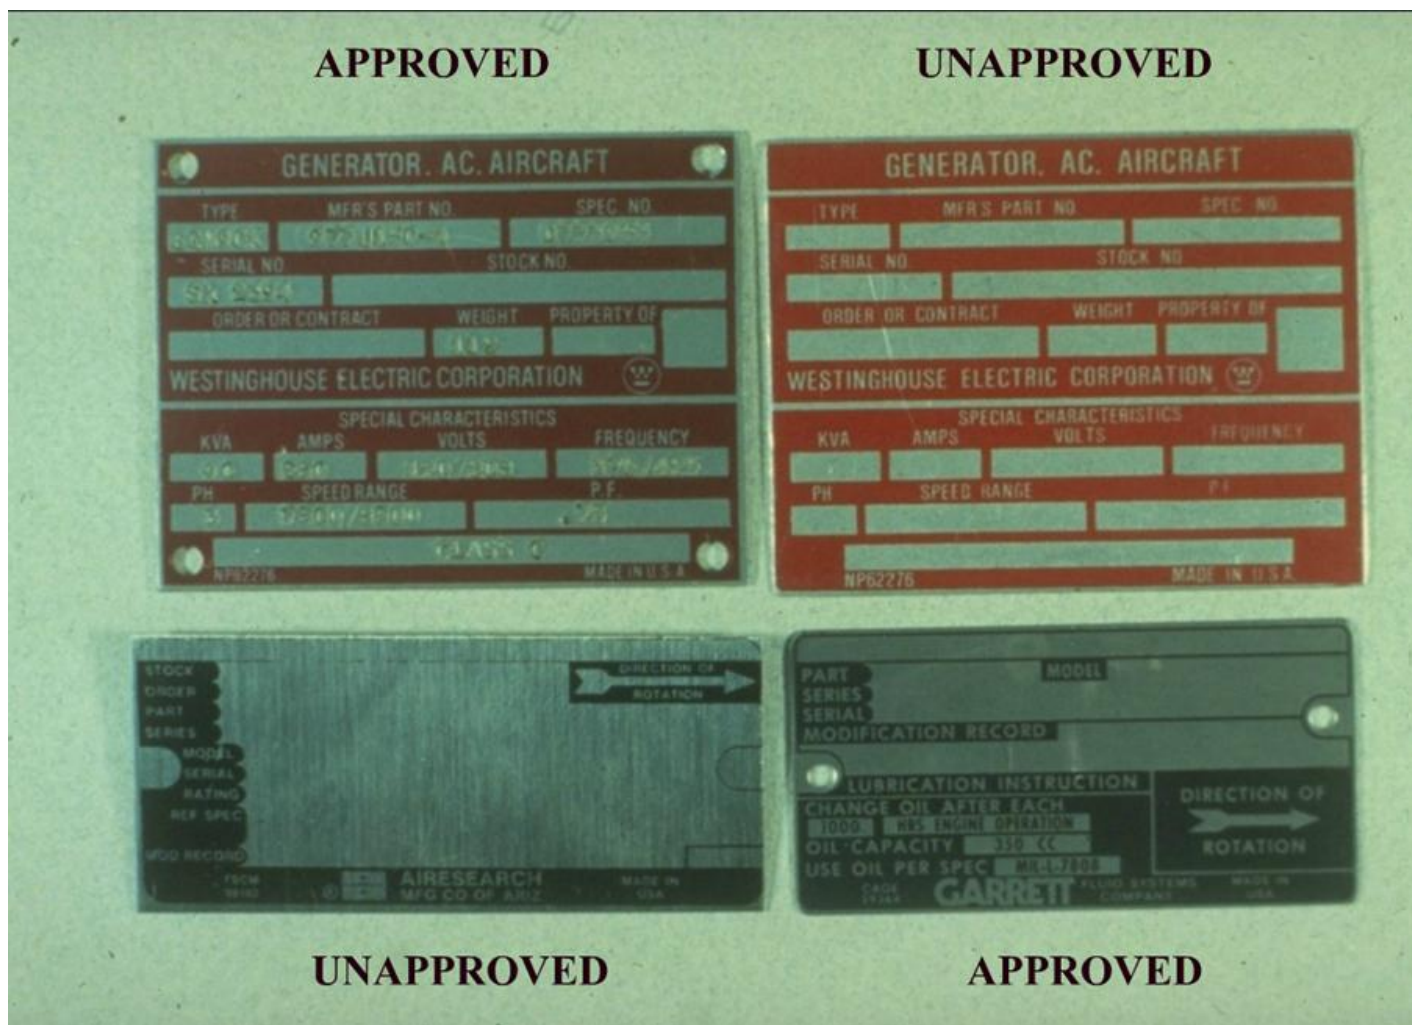 APPROVED
UNAPPROVED
GENERATOR. AC. AIRCRAFT
TYPE MFR'S PART NO. SPEC NO.
SERIAL NO STOCK NO.
ORDER OR CONTRACT WEIGHT PROPERTY OF
WESTINGHOUSE ELECTRIC CORPORATION W
SPECIAL CHARACTERISTICS
KVA AMPS VOLTS FREQUENCY
PH SPEED RANGE P.F.
CLASS
NP62276 MADE IN U.S.A.
GENERATOR. AC. AIRCRAFT
TYPE MFR'S PART NO. SPEC NO.
SERIAL NO. STOCK NO.
ORDER OR CONTRACT WEIGHT PROPERTY OF
WESTINGHOUSE ELECTRIC CORPORATION W
SPECIAL CHARACTERISTICS
KVA AMPS VOLTS FREQUENCY
PH SPEED RANGE P.F.
NP62276 MADE IN U.S.A.
STOCK
DIRECTION OF
ORDER
ROTATION
PART
SERIES
MODEL
SERIAL
RATING
REF SPEC
MOD RECORD
FSCM AIRESEARCH MADE IN
MFG CO OF ARIZ USA
PART MODEL
SERIES
SERIAL
MODIFICATION RECORD
LUBRICATION INSTRUCTION
CHANGE OIL AFTER EACH
1000 HRS ENGINE OPERATION
OIL CAPACITY 350 CC
USE OIL PER SPEC MIL-L-7808
DIRECTION OF
ROTATION
CAGE GARRETT FLUID SYSTEMS MADE IN
COMPANY USA
UNAPPROVED
APPROVED